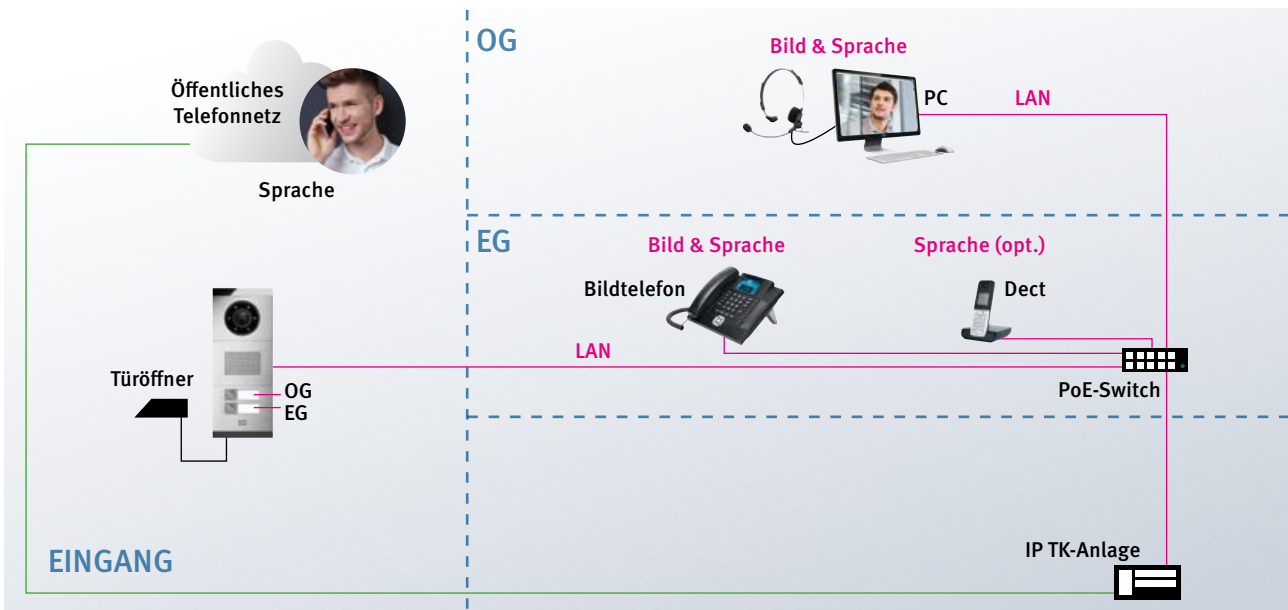 OG
Bild & Sprache
Öffentliches
Telefonnetz
PC
LAN
Sprache
EG
Bild & Sprache
Sprache (opt.)
Bildtelefon
Dect
LAN
Türöffner
OG
EG
PoE-Switch
EINGANG
IP TK-Anlage